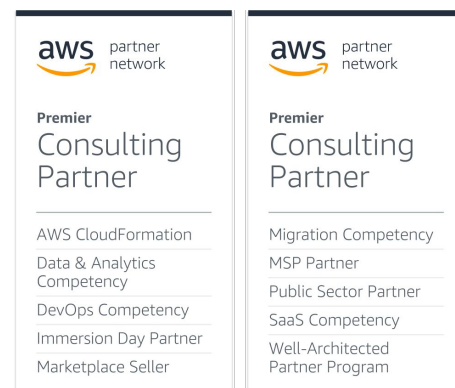 aws partner
network
Premier
Consulting
Partner
AWS CloudFormation
Data & Analytics
Competency
DevOps Competency
Immersion Day Partner
Marketplace Seller
aws partner
network
Premier
Consulting
Partner
Migration Competency
MSP Partner
Public Sector Partner
SaaS Competency
Well-Architected
Partner Program